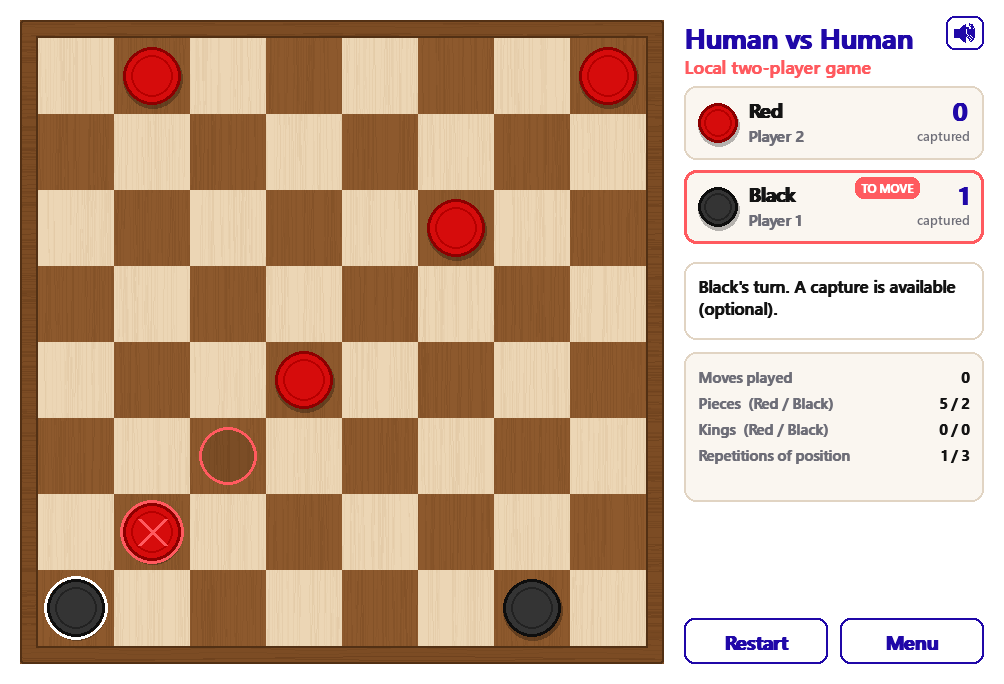 Human vs Human
Local two-player game
Red
Player 2
0
captured
Black
Player 1
TO MOVE
1
captured
Black's turn. A capture is available
(optional).
Moves played 0
Pieces (Red / Black) 5 / 2
Kings (Red / Black) 0 / 0
Repetitions of position 1 / 3
Restart
Menu